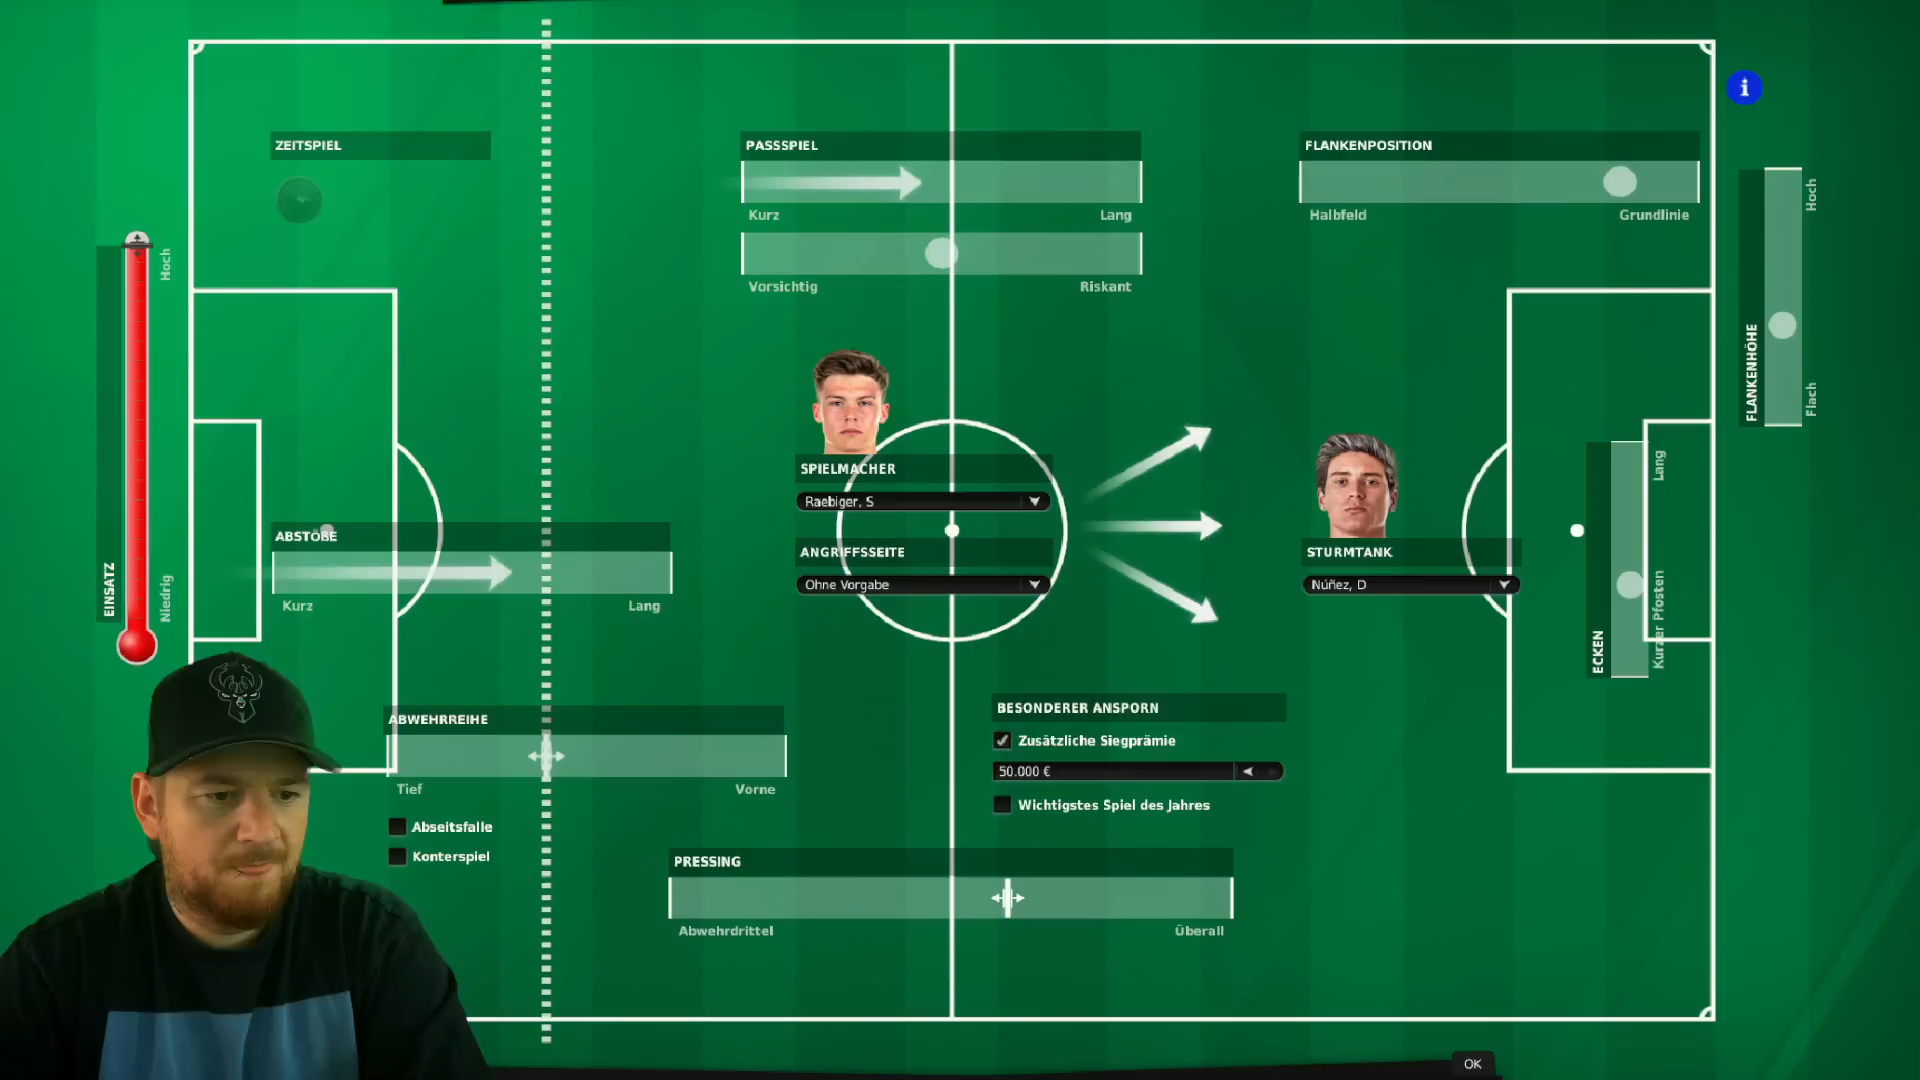 ZEITSPIEL
PASSSPIEL
Kurz
Lang
Vorsichtig
Riskant
FLANKENPOSITION
Halbfeld
Grundlinie
i
FLANKENHÖHE
Hoch
Flach
EINSATZ
Hoch
Niedrig
SPIELMACHER
Raebiger, S
ANGRIFFSSEITE
Ohne Vorgabe
STURMTANK
Núñez, D
ABSTÖßE
Kurz
Lang
ECKEN
Lang
Kurzer Pfosten
ABWEHRREIHE
Tief
Vorne
Abseitsfalle
Konterspiel
BESONDERER ANSPORN
Zusätzliche Siegprämie
50.000 €
Wichtigstes Spiel des Jahres
PRESSING
Abwehrdrittel
Überall
OK